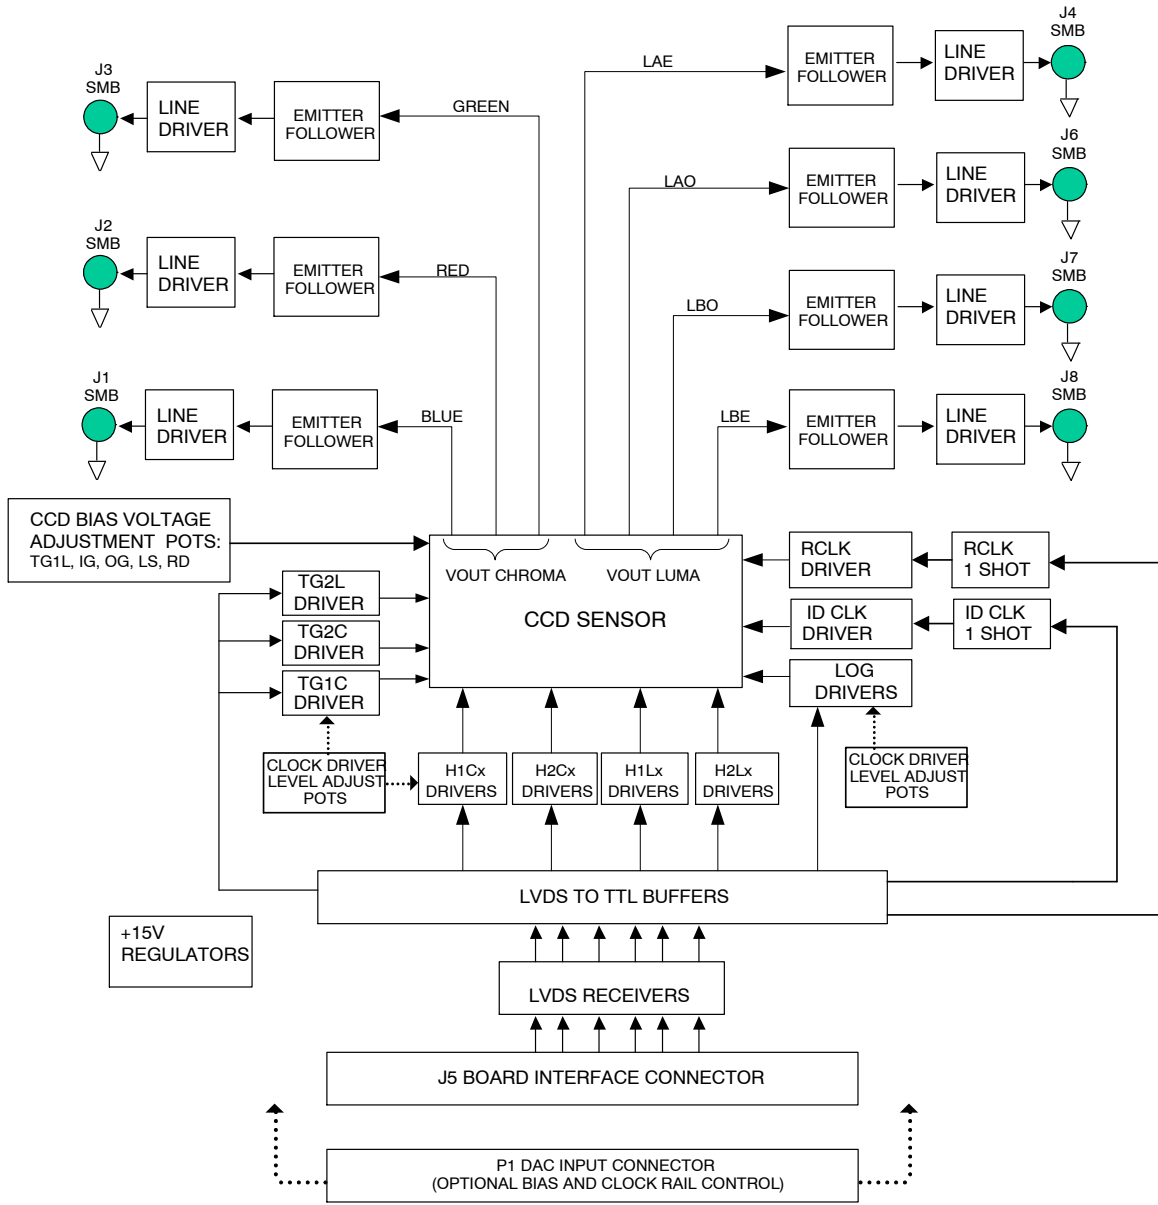 J4
SMB
LAE
EMITTER
FOLLOWER
LINE
DRIVER
J3
SMB
LINE
DRIVER
EMITTER
FOLLOWER
GREEN
J6
SMB
LAO
EMITTER
FOLLOWER
LINE
DRIVER
J2
SMB
LINE
DRIVER
EMITTER
FOLLOWER
RED
J7
SMB
LBO
EMITTER
FOLLOWER
LINE
DRIVER
J1
SMB
LINE
DRIVER
EMITTER
FOLLOWER
BLUE
J8
SMB
LBE
EMITTER
FOLLOWER
LINE
DRIVER
CCD BIAS VOLTAGE
ADJUSTMENT POTS:
TG1L, IG, OG, LS, RD
VOUT CHROMA
VOUT LUMA
CCD SENSOR
RCLK
DRIVER
RCLK
1 SHOT
TG2L
DRIVER
TG2C
DRIVER
TG1C
DRIVER
ID CLK
DRIVER
ID CLK
1 SHOT
LOG
DRIVERS
CLOCK DRIVER
LEVEL ADJUST
POTS
H1Cx
DRIVERS
H2Cx
DRIVERS
H1Lx
DRIVERS
H2Lx
DRIVERS
CLOCK DRIVER
LEVEL ADJUST
POTS
LVDS TO TTL BUFFERS
+15V
REGULATORS
LVDS RECEIVERS
J5 BOARD INTERFACE CONNECTOR
P1 DAC INPUT CONNECTOR
(OPTIONAL BIAS AND CLOCK RAIL CONTROL)